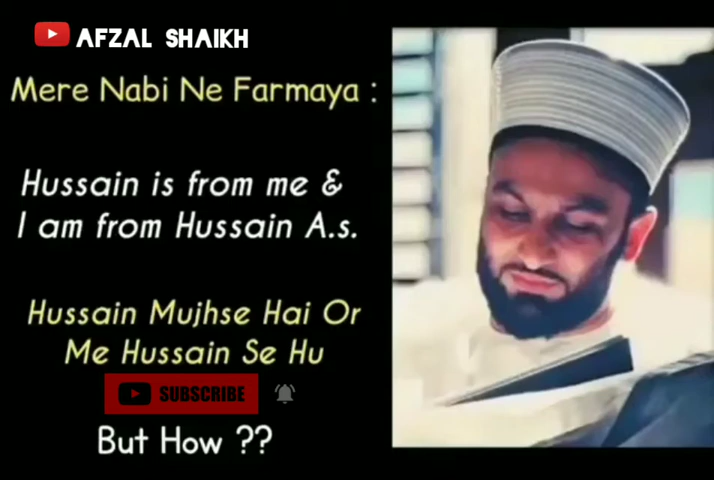 AFZAL SHAIKH
Mere Nabi Ne Farmaya :
Hussain is from me &
I am from Hussain A.s.
Hussain Mujhse Hai Or
Me Hussain Se Hu
SUBSCRIBE
But How ??